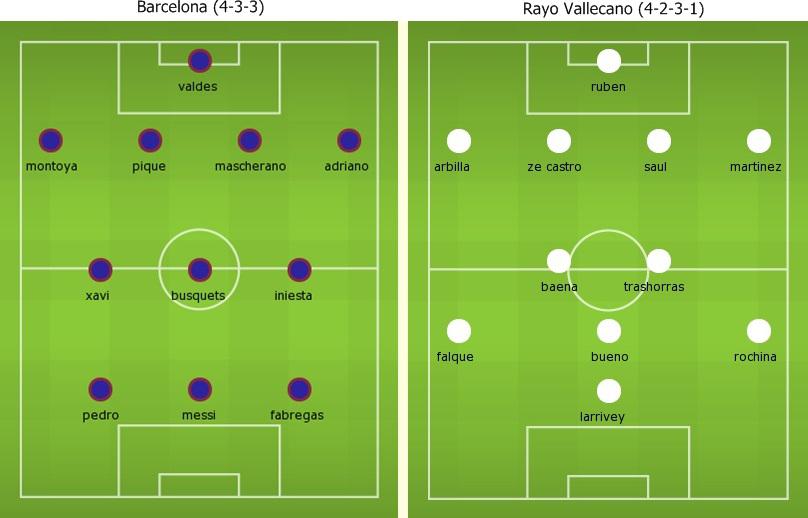 Barcelona (4-3-3)
valdes
montoya pique mascherano adriano
xavi busquets iniesta
pedro messi fabregas
Rayo Vallecano (4-2-3-1)
ruben
arbilla ze castro saul martinez
baena trashorras
falque bueno rochina
larrivey